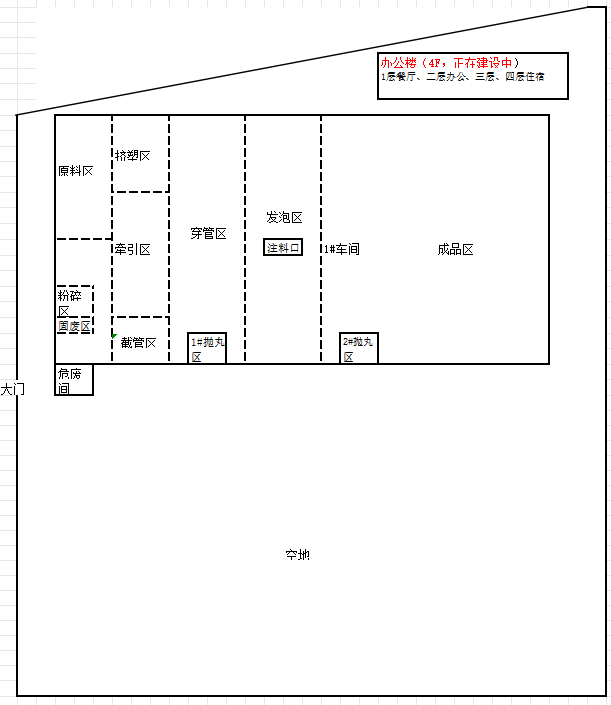 办公楼（4F，正在建设中）
1层餐厅、二层办公、三层、四层住宿
挤塑区
原料区
发泡区
穿管区
牵引区
注料口
1#车间
成品区
粉碎
区
固废区
截管区
1#抛丸
区
2#抛丸
区
危废
间
大门
空地